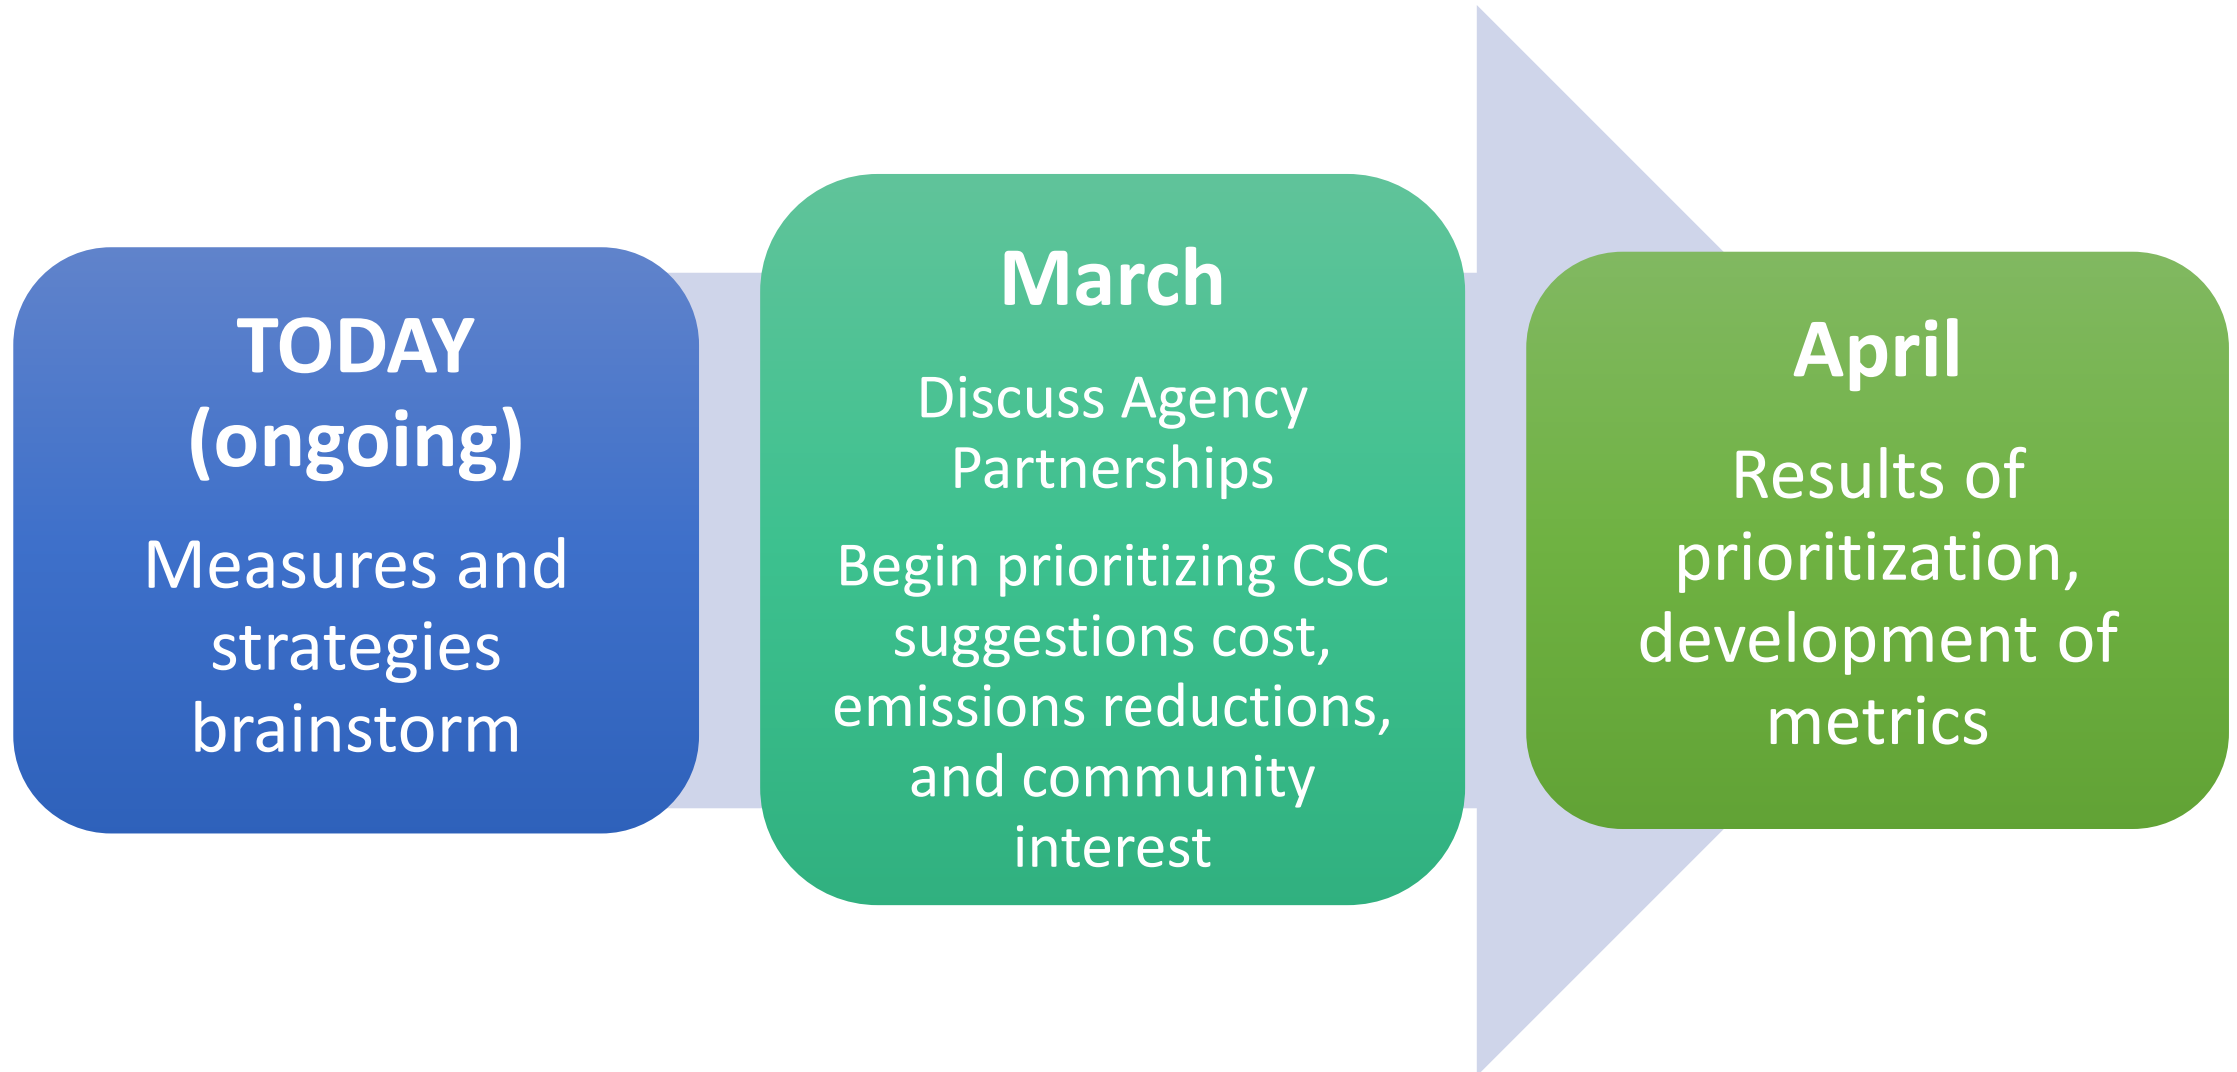 TODAY
(ongoing)
Measures and
strategies
brainstorm
March
Discuss Agency
Partnerships
Begin prioritizing CSC
suggestions cost,
emissions reductions,
and community
interest
April
Results of
prioritization,
development of
metrics